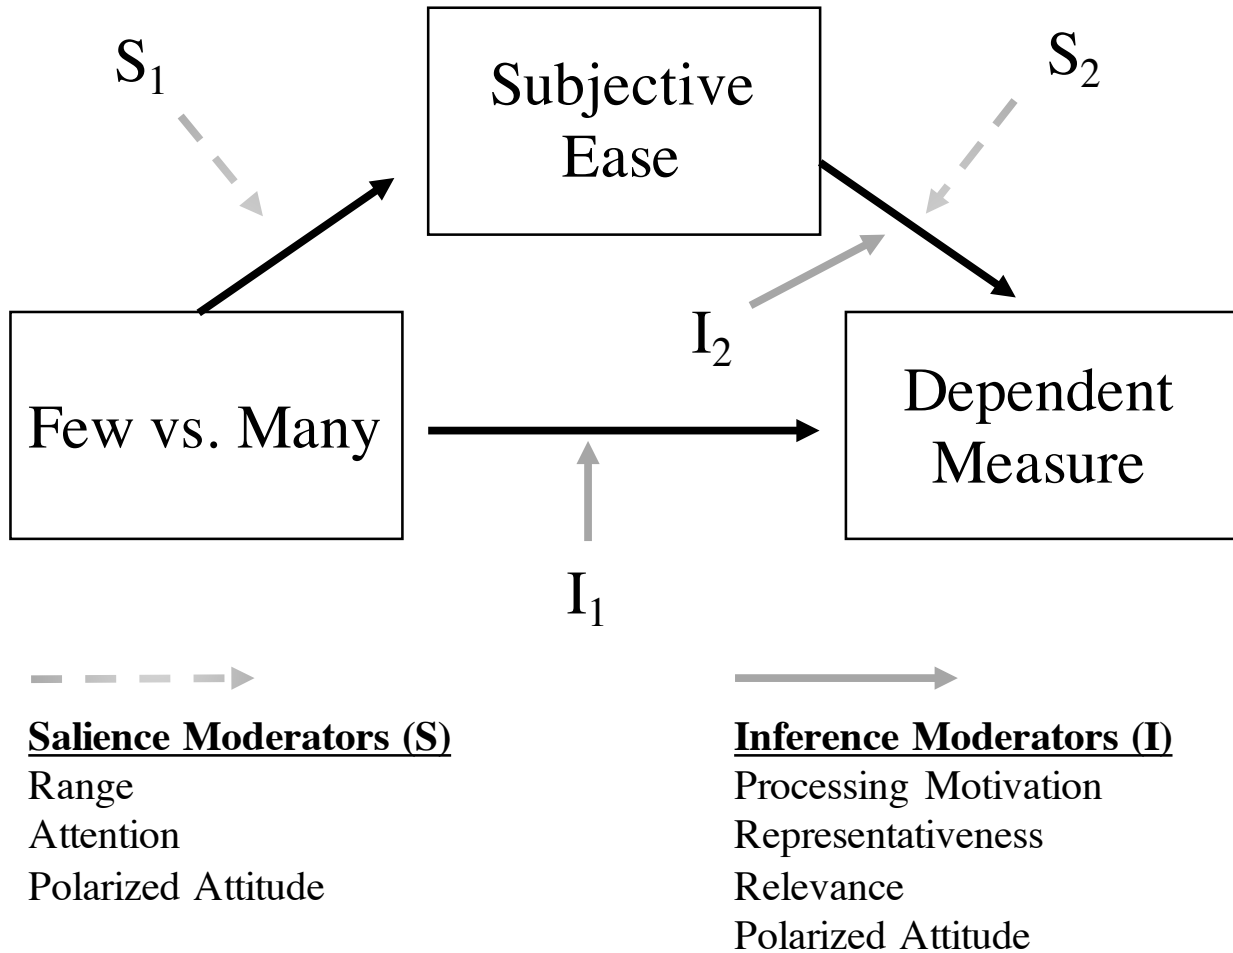 S₁
Subjective
Ease
S₂
I₂
Few vs. Many
Dependent
Measure
I₁
Salience Moderators (S)
Range
Attention
Polarized Attitude
Inference Moderators (I)
Processing Motivation
Representativeness
Relevance
Polarized Attitude